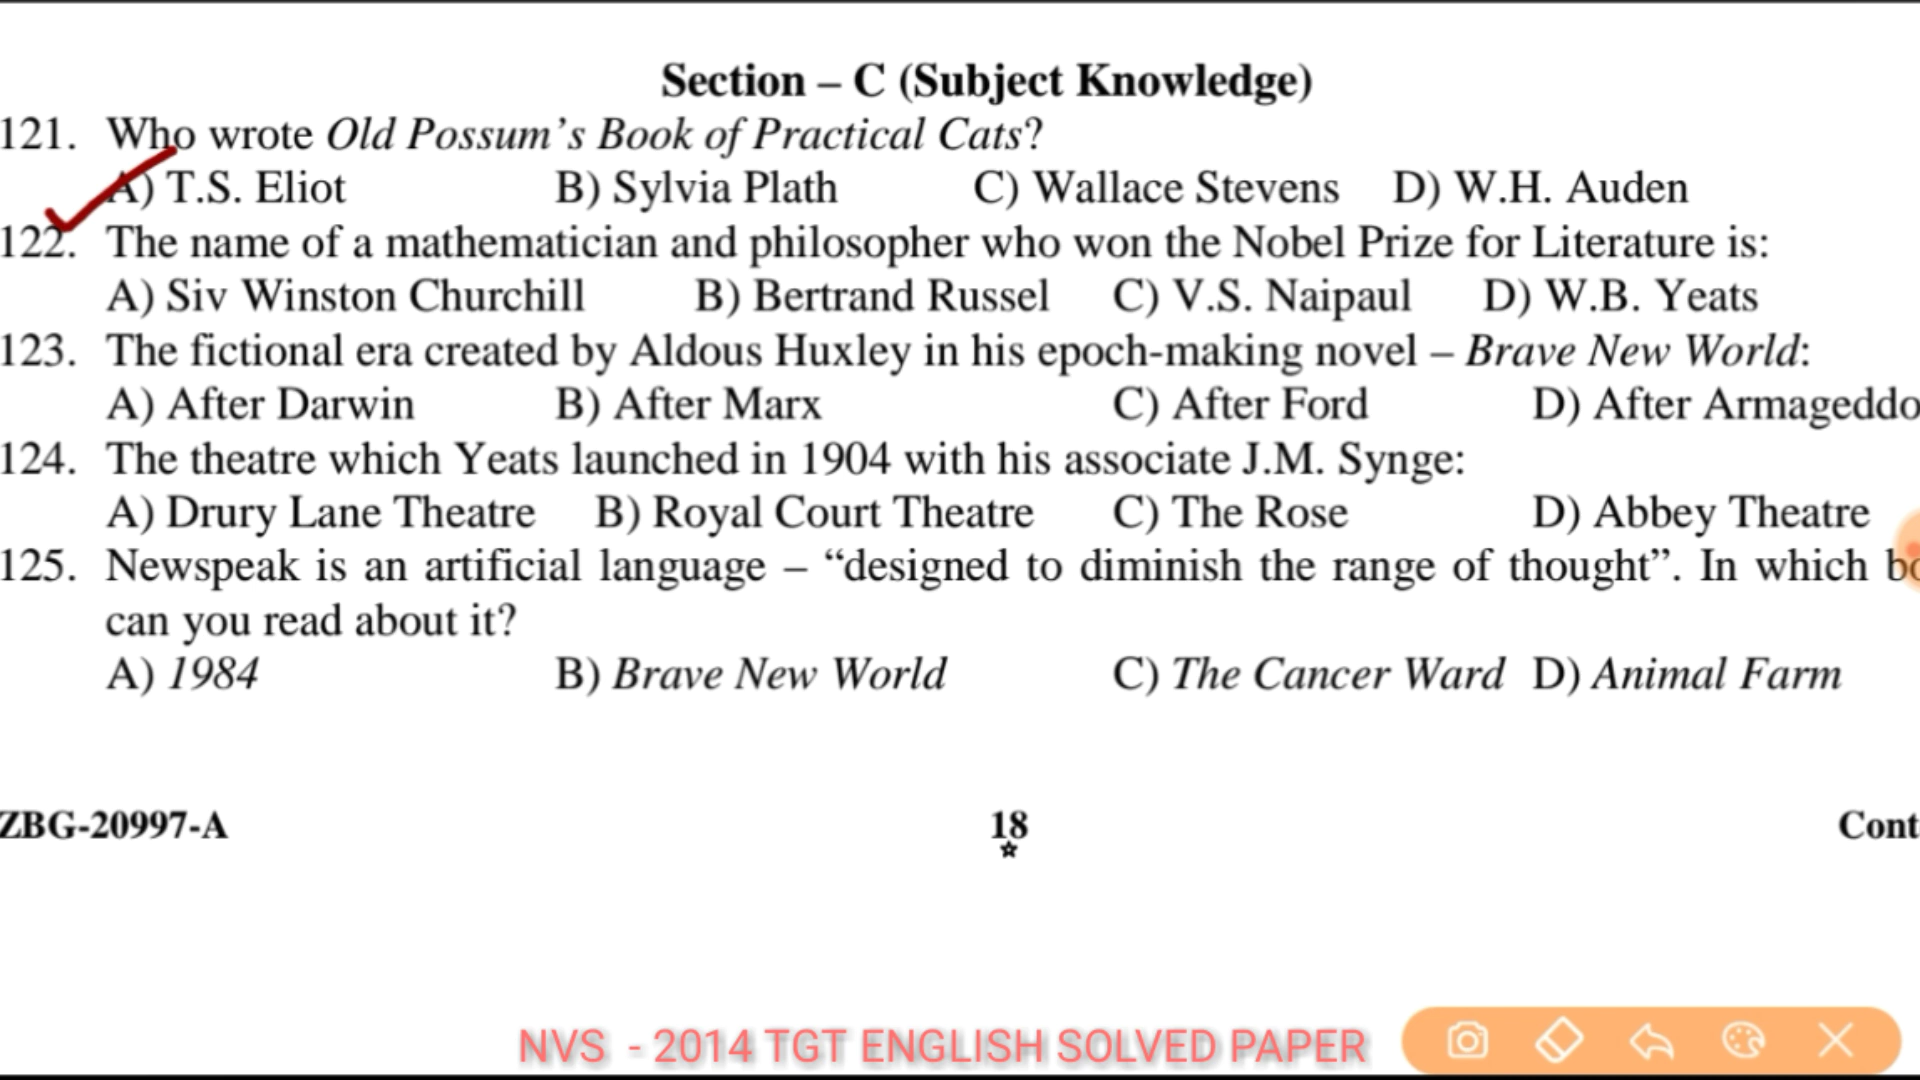 Section – C (Subject Knowledge)
121. Who wrote Old Possum's Book of Practical Cats?
A) T.S. Eliot B) Sylvia Plath C) Wallace Stevens D) W.H. Auden
122. The name of a mathematician and philosopher who won the Nobel Prize for Literature is:
A) Siv Winston Churchill B) Bertrand Russel C) V.S. Naipaul D) W.B. Yeats
123. The fictional era created by Aldous Huxley in his epoch-making novel – Brave New World:
A) After Darwin B) After Marx C) After Ford D) After Armageddo
124. The theatre which Yeats launched in 1904 with his associate J.M. Synge:
A) Drury Lane Theatre B) Royal Court Theatre C) The Rose D) Abbey Theatre
125. Newspeak is an artificial language – “designed to diminish the range of thought”. In which
can you read about it?
A) 1984 B) Brave New World C) The Cancer Ward D) Animal Farm
ZBG-20997-A 18 Cont
NVS - 2014 TGT ENGLISH SOLVED PAPER